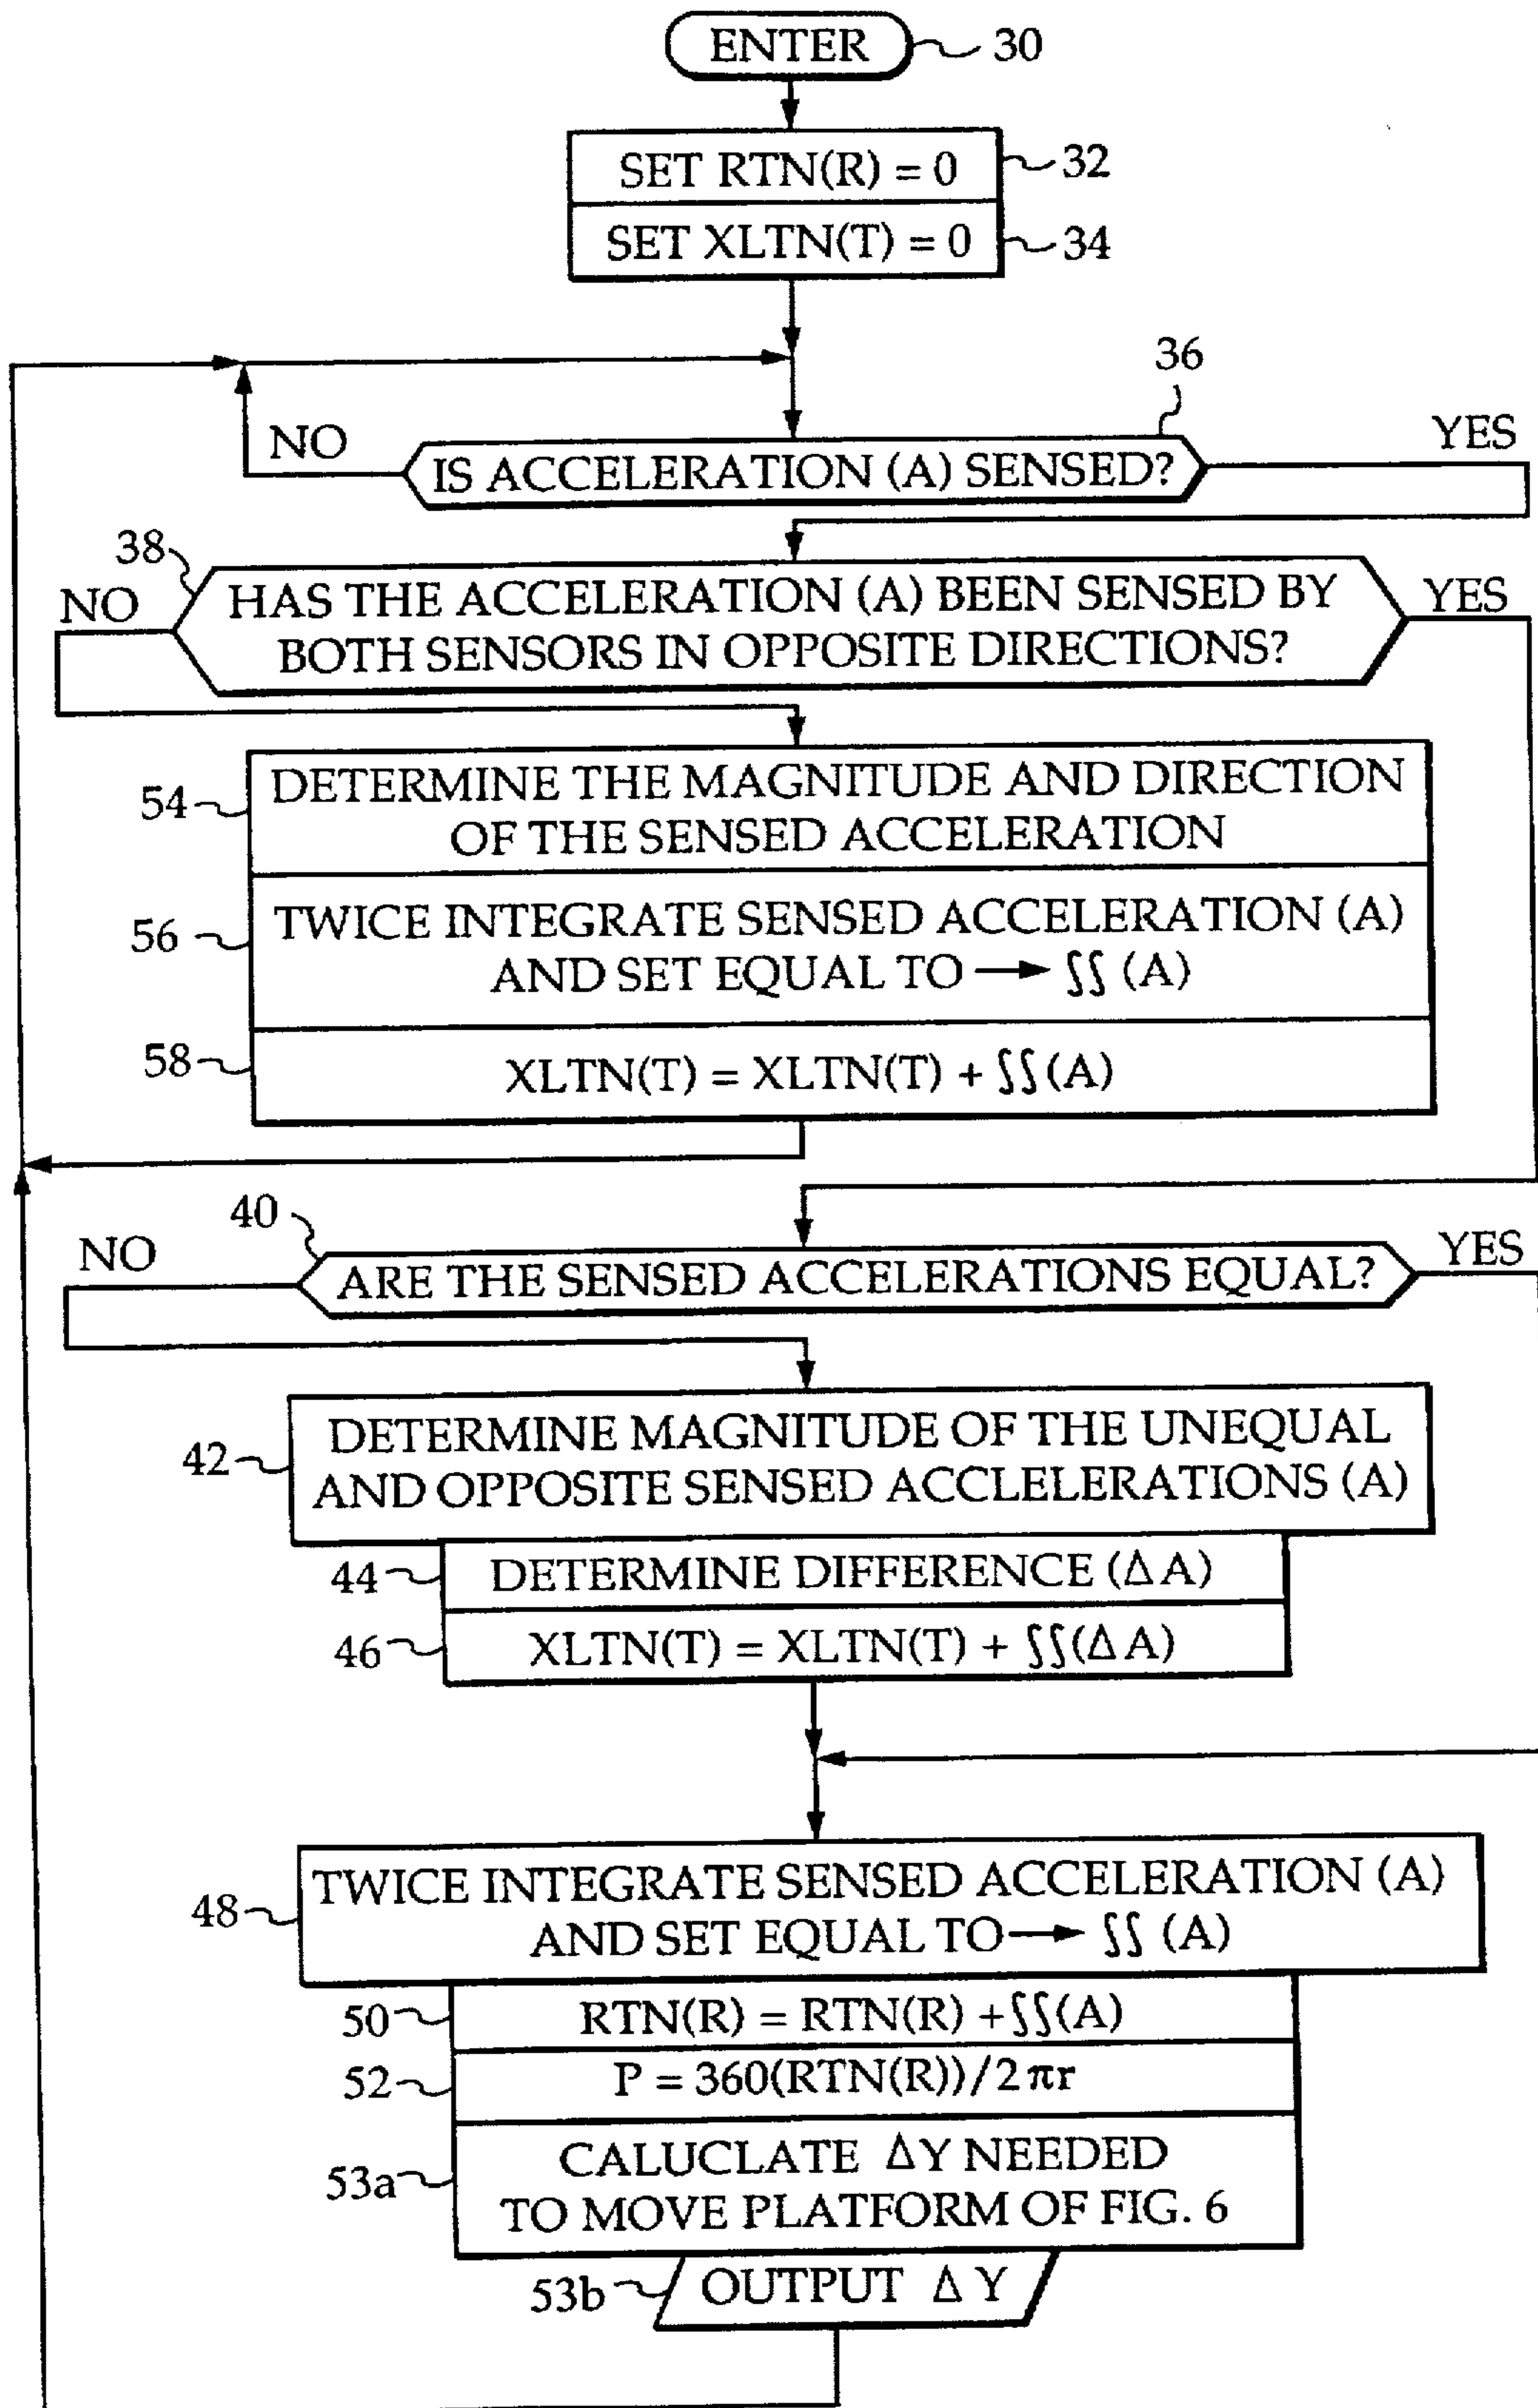 ENTER
30
SET RTN(R) = 0
32
SET XLTN(T) = 0
34
36
NO
YES
IS ACCELERATION (A) SENSED?
38
NO
YES
HAS THE ACCELERATION (A) BEEN SENSED BY
BOTH SENSORS IN OPPOSITE DIRECTIONS?
54
DETERMINE THE MAGNITUDE AND DIRECTION
OF THE SENSED ACCELERATION
56
TWICE INTEGRATE SENSED ACCELERATION (A)
AND SET EQUAL TO → ∫∫ (A)
58
XLTN(T) = XLTN(T) + ∫∫(A)
40
NO
YES
ARE THE SENSED ACCELERATIONS EQUAL?
42
DETERMINE MAGNITUDE OF THE UNEQUAL
AND OPPOSITE SENSED ACCLELERATIONS (A)
44
DETERMINE DIFFERENCE (Δ A)
46
XLTN(T) = XLTN(T) + ∫∫(Δ A)
48
TWICE INTEGRATE SENSED ACCELERATION (A)
AND SET EQUAL TO → ∫∫ (A)
50
RTN(R) = RTN(R) +∫∫(A)
52
P = 360(RTN(R))/2πr
53a
CALUCLATE ΔY NEEDED
TO MOVE PLATFORM OF FIG. 6
53b
OUTPUT Δ Y